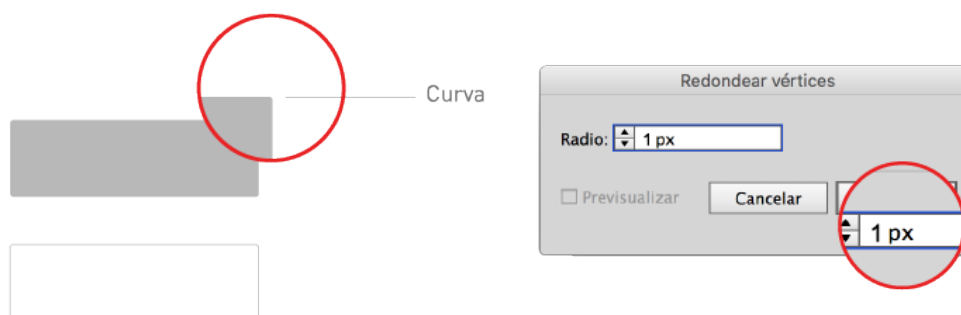 Curva
Redondear vértices
Radio: 1 px
Previsualizar
Cancelar
1 px